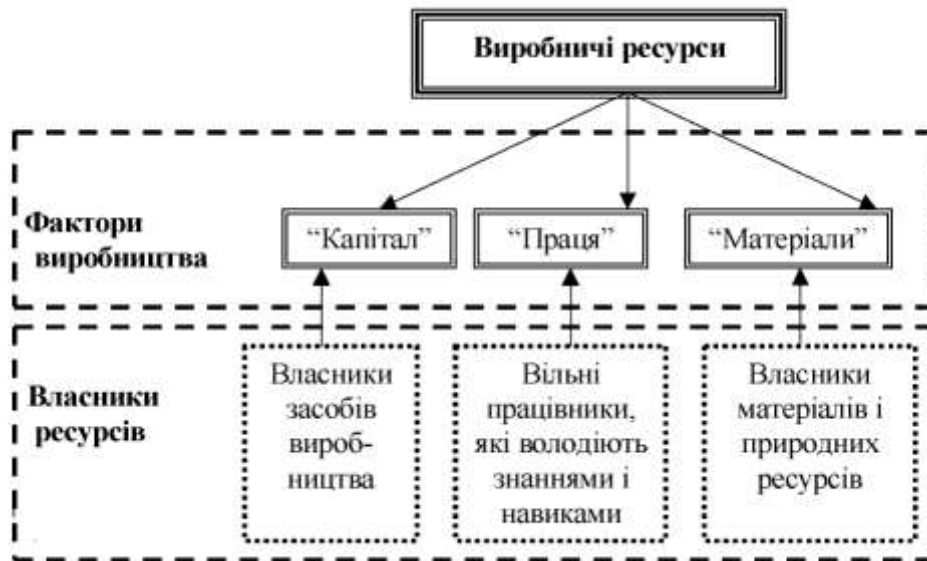 Виробничі ресурси
Фактори
виробництва
“Капітал”
“Праця”
“Матеріали”
Власники
ресурсів
Власники
засобів
вироб-
ництва
Вільні
працівники,
які володіють
знаннями і
навиками
Власники
матеріалів і
природних
ресурсів